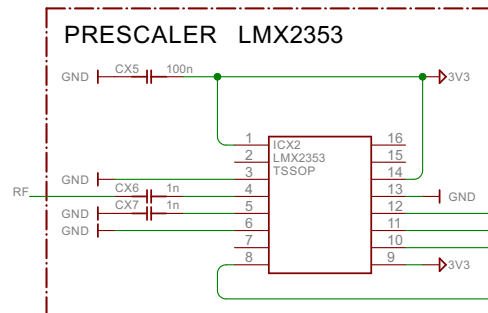 PRESCALER LMX2353
GND CX5 100n 3V3
1 ICX2 16
2 LMX2353 15
GND 3 TSSOP 14
RF CX6 1n 4 13 GND
GND CX7 1n 5 12
GND 6 11
7 10
8 9 3V3